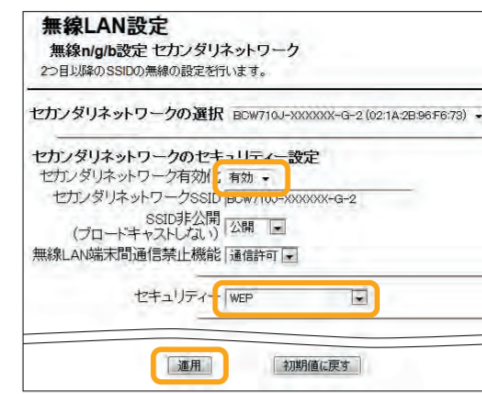 無線LAN設定
無線n/g/b設定 セカンダリネットワーク
2つ目以降のSSIDの無線の設定を行います。
セカンダリネットワークの選択 BCW710J-XXXXXX-G-2 (02:1A:2B:96:F6:73)
セカンダリネットワークのセキュリティー設定
セカンダリネットワーク有効化 有効
セカンダリネットワークSSID BCW710J-XXXXXX-G-2
SSID非公開
(ブロードキャストしない) 公開
無線LAN端末間通信禁止機能 通信許可
セキュリティー WEP
適用 初期値に戻す